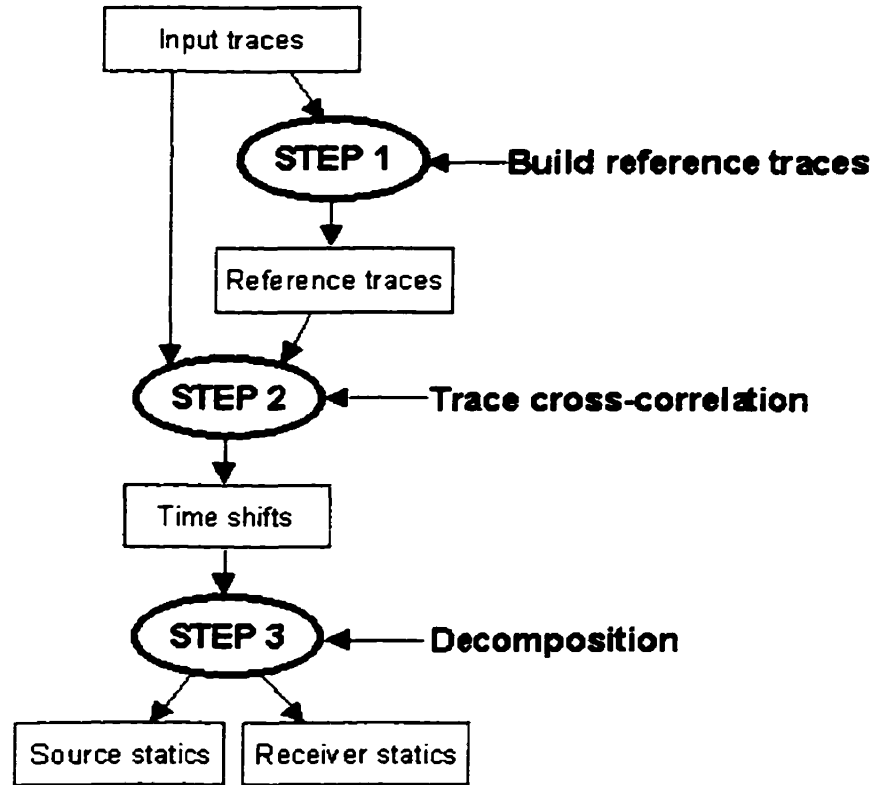 Input traces
STEP 1
Build reference traces
Reference traces
STEP 2
Trace cross-correlation
Time shifts
STEP 3
Decomposition
Source statics
Receiver statics